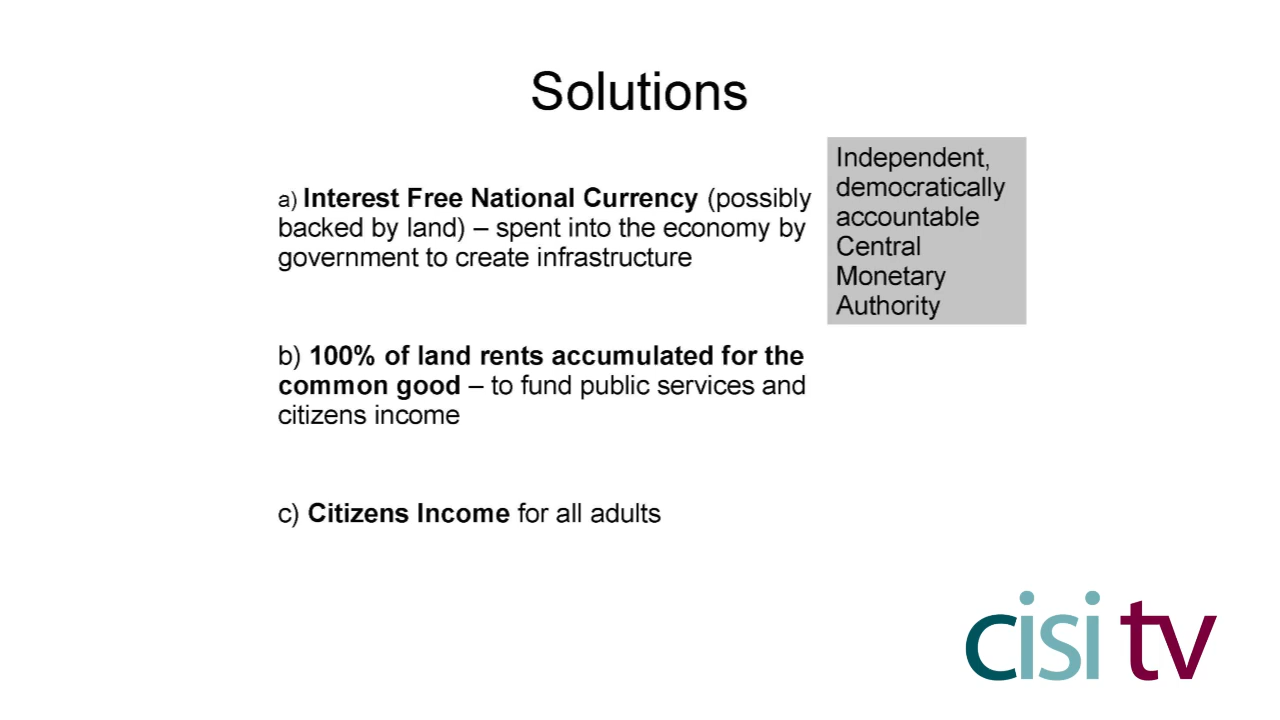 Solutions
a) Interest Free National Currency (possibly
backed by land) – spent into the economy by
government to create infrastructure
Independent,
democratically
accountable
Central
Monetary
Authority
b) 100% of land rents accumulated for the
common good – to fund public services and
citizens income
c) Citizens Income for all adults
cisi tv